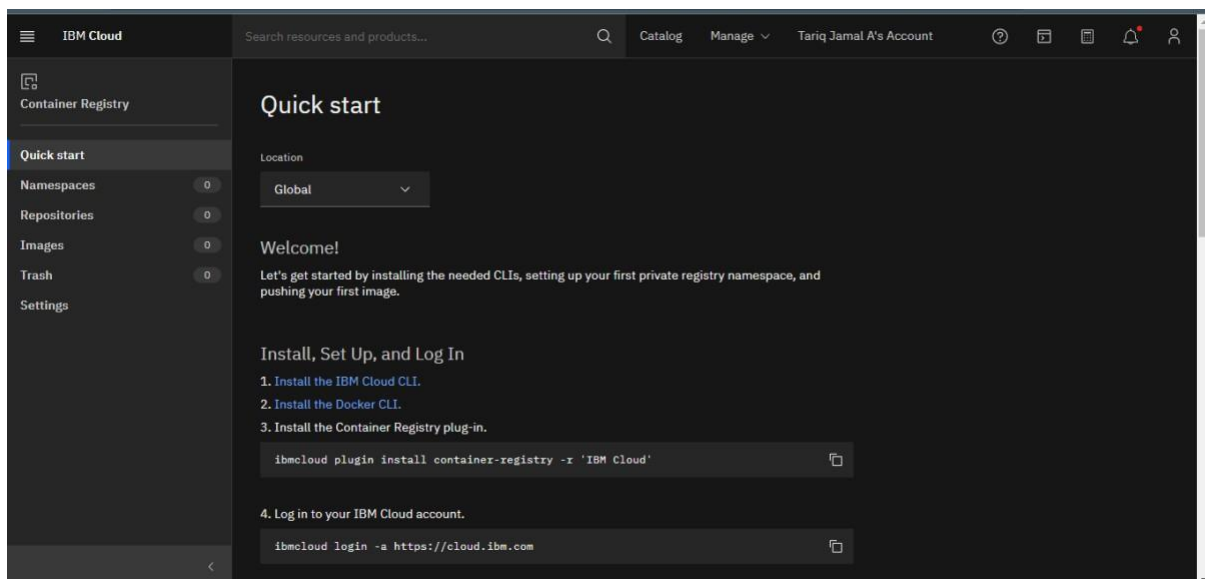 IBM Cloud
Search resources and products...
Catalog
Manage
Tariq Jamal A's Account
Container Registry
Quick start
Namespaces 0
Repositories 0
Images 0
Trash 0
Settings
Quick start
Location
Global
Welcome!
Let's get started by installing the needed CLIs, setting up your first private registry namespace, and
pushing your first image.
Install, Set Up, and Log In
1. Install the IBM Cloud CLI.
2. Install the Docker CLI.
3. Install the Container Registry plug-in.
ibmcloud plugin install container-registry -r 'IBM Cloud'
4. Log in to your IBM Cloud account.
ibmcloud login -a https://cloud.ibm.com